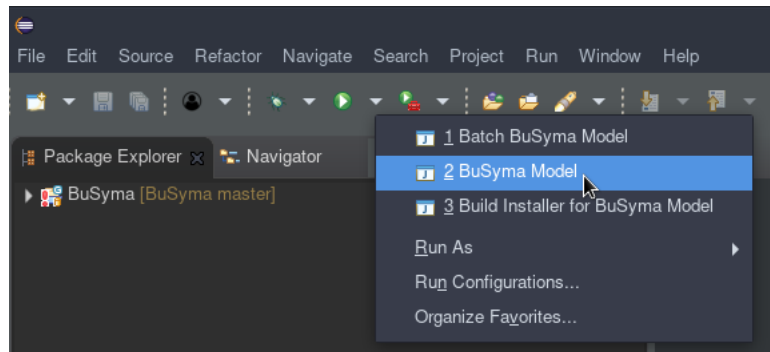 File Edit Source Refactor Navigate Search Project Run Window Help
1 Batch BuSyma Model
Package Explorer Navigator
2 BuSyma Model
BuSyma [BuSyma master]
3 Build Installer for BuSyma Model
Run As
Run Configurations...
Organize Favorites...